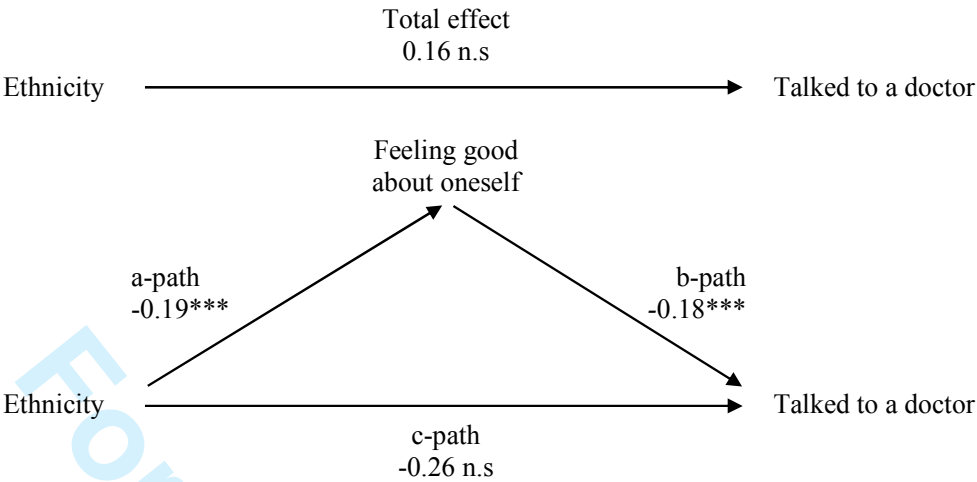 Total effect
0.16 n.s
Ethnicity
Talked to a doctor
Feeling good
about oneself
a-path
-0.19***
b-path
-0.18***
Ethnicity
Talked to a doctor
c-path
-0.26 n.s
For